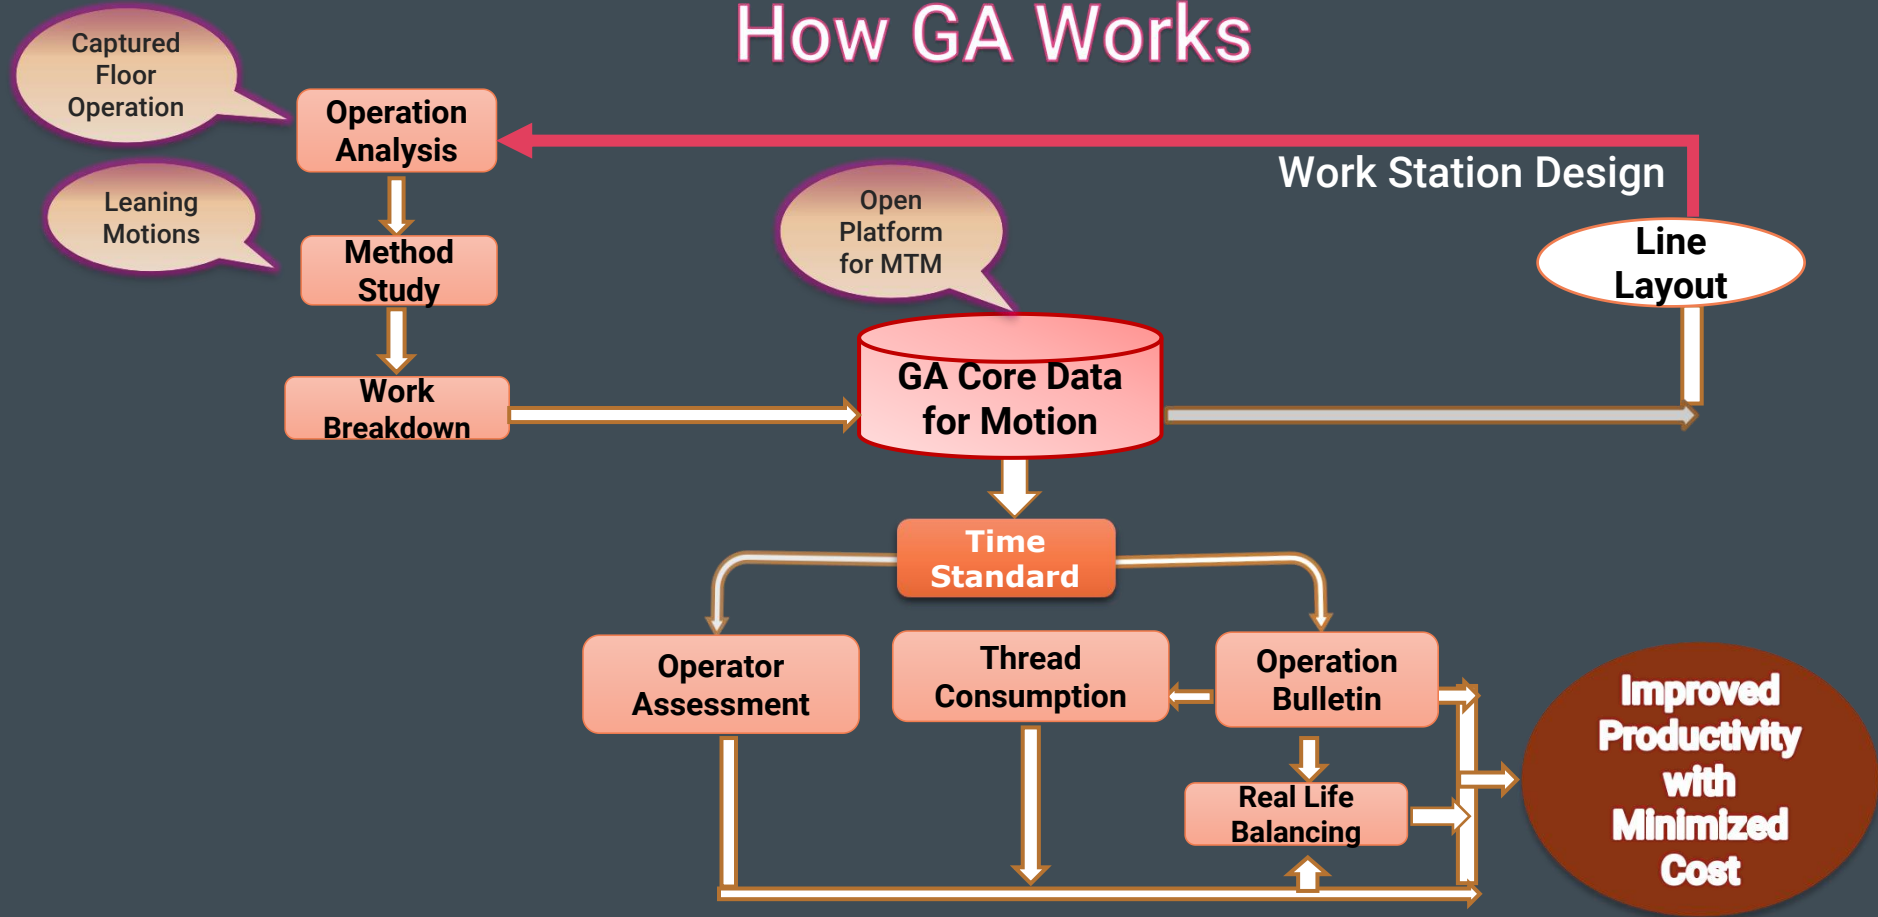 How GA Works
Captured
Floor
Operation
Operation
Analysis
Work Station Design
Leaning
Motions
Open
Platform
for MTM
Method
Study
Line
Layout
GA Core Data
for Motion
Work
Breakdown
Time
Standard
Operator
Assessment
Thread
Consumption
Operation
Bulletin
Real Life
Balancing
Improved
Productivity
with
Minimized
Cost